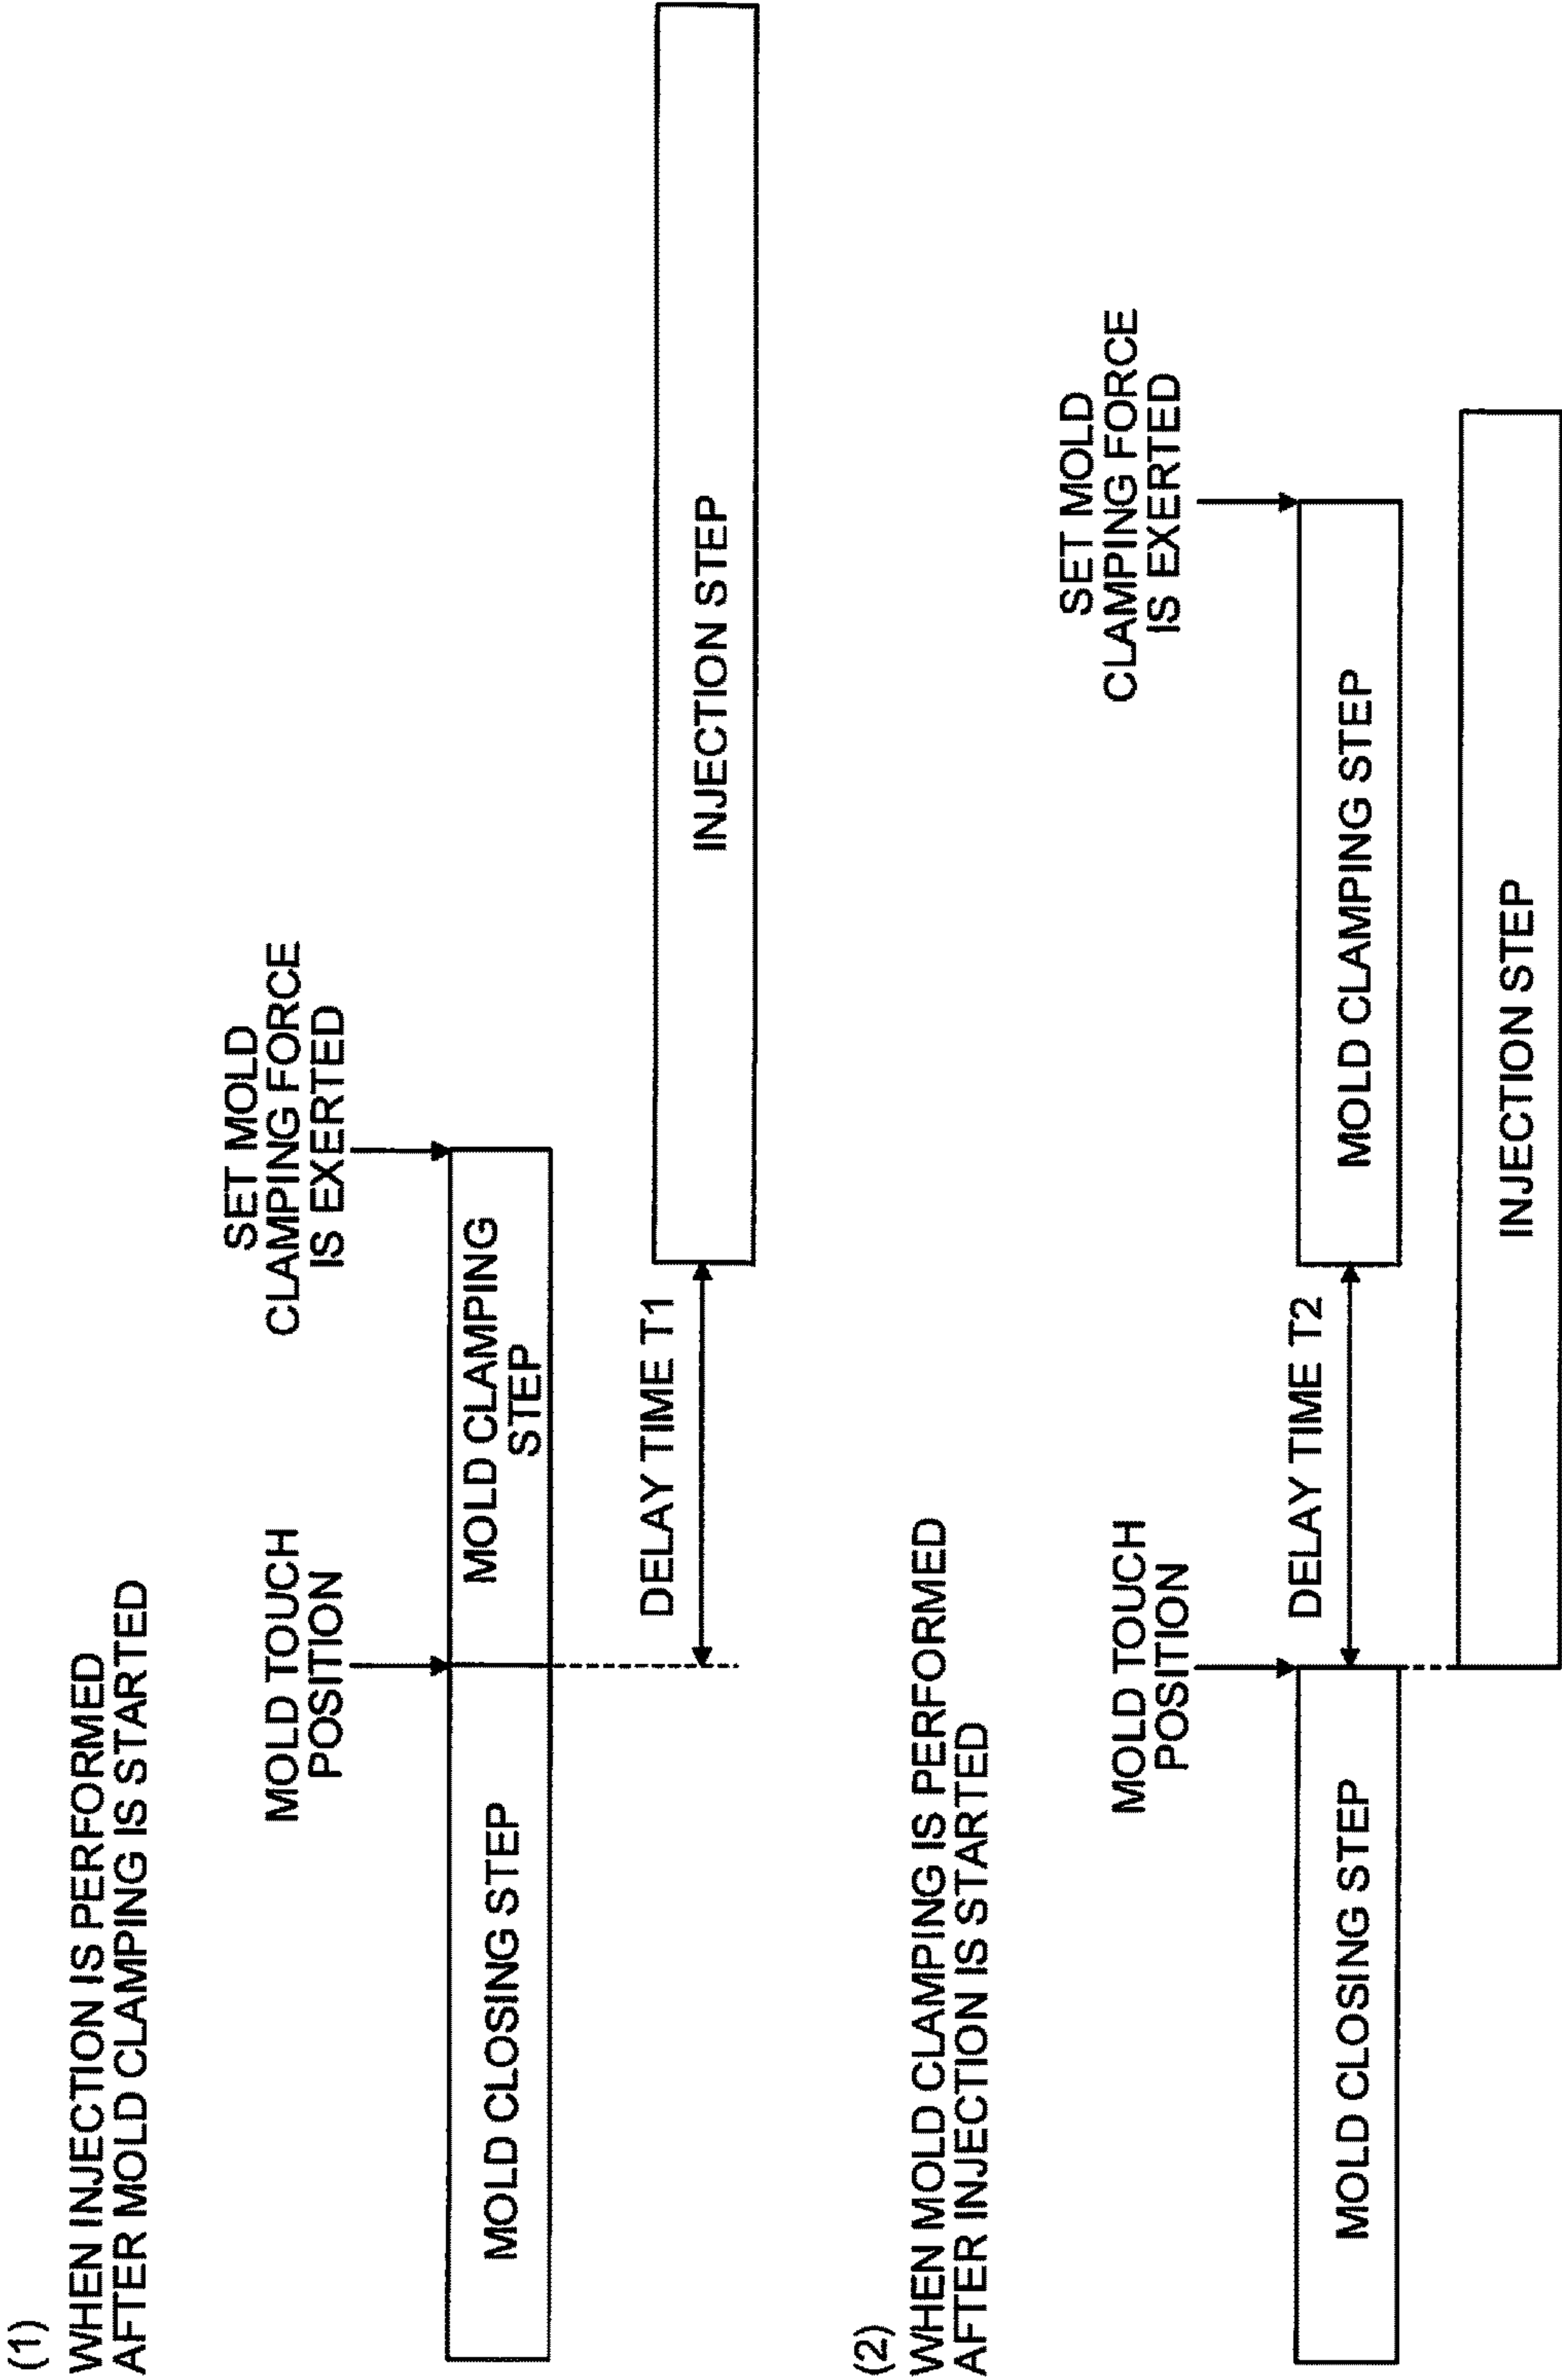 (1)
WHEN INJECTION IS PERFORMED
AFTER MOLD CLAMPING IS STARTED
MOLD TOUCH
POSITION
SET MOLD
CLAMPING FORCE
IS EXERTED
MOLD CLOSING STEP
MOLD CLAMPING
STEP
DELAY TIME T1
INJECTION STEP
(2)
WHEN MOLD CLAMPING IS PERFORMED
AFTER INJECTION IS STARTED
MOLD TOUCH
POSITION
SET MOLD
CLAMPING FORCE
IS EXERTED
MOLD CLOSING STEP
DELAY TIME T2
MOLD CLAMPING STEP
INJECTION STEP